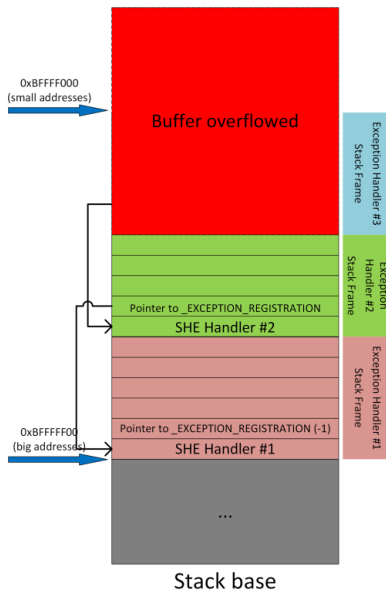 0xBFFFF000
(small addresses)
Buffer overflowed
Exception Handler #3
Stack Frame
Pointer to _EXCEPTION_REGISTRATION
SHE Handler #2
Exception
Handler #2
Stack Frame
Pointer to _EXCEPTION_REGISTRATION (-1)
SHE Handler #1
Exception Handler #1
Stack Frame
0xBFFFFF00
(big addresses)
...
Stack base